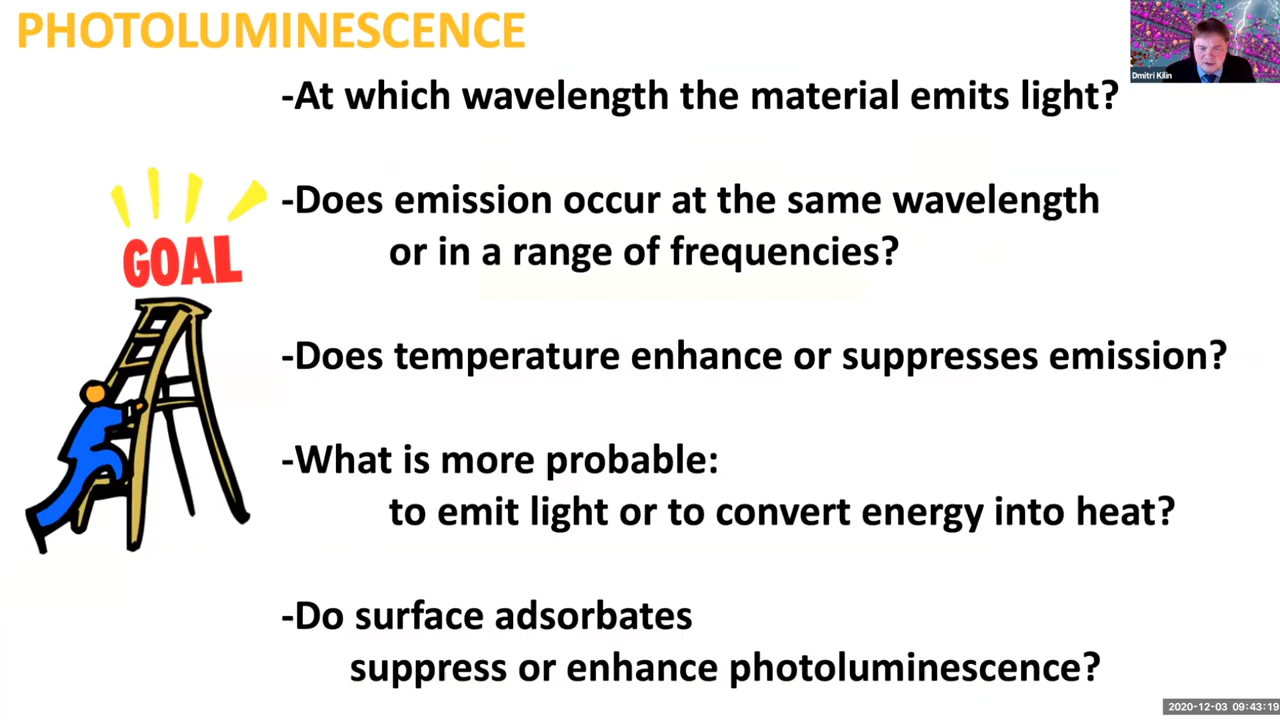 PHOTOLUMINESCENCE
Dmitri Kilin
-At which wavelength the material emits light?
-Does emission occur at the same wavelength
or in a range of frequencies?
GOAL
-Does temperature enhance or suppresses emission?
-What is more probable:
to emit light or to convert energy into heat?
-Do surface adsorbates
suppress or enhance photoluminescence?
2020-12-03 09:43:19